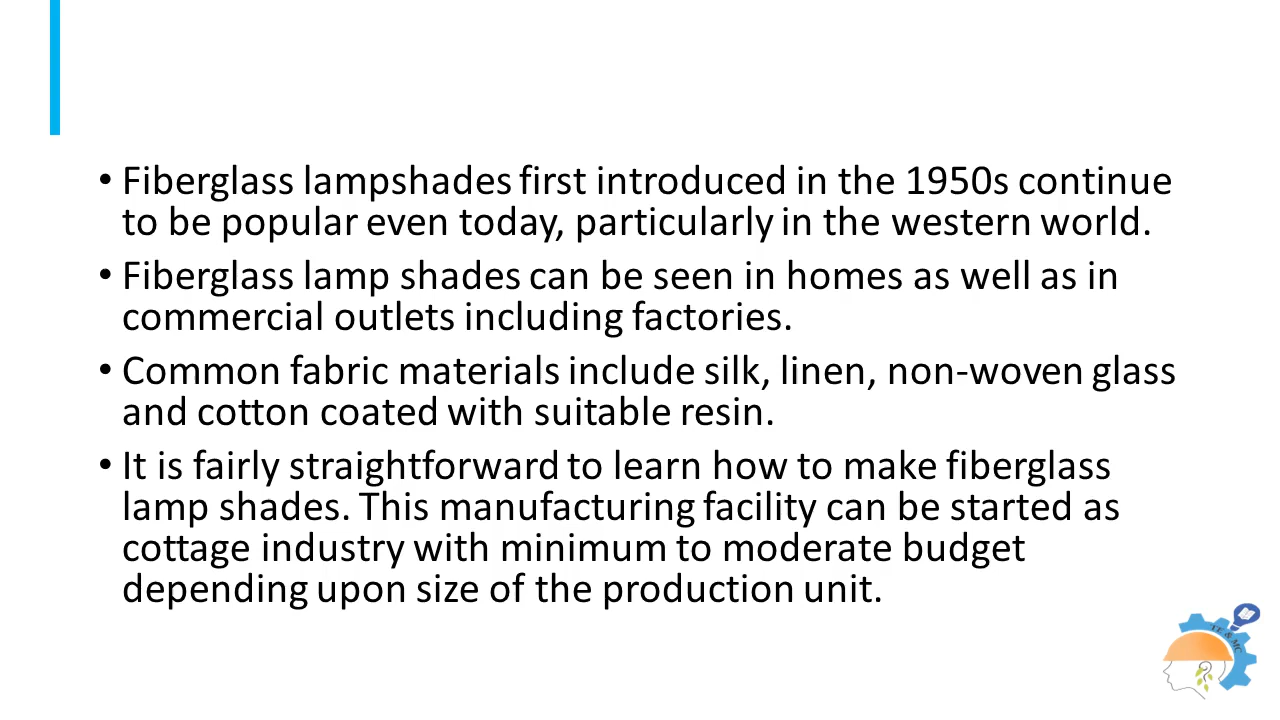 • Fiberglass lampshades first introduced in the 1950s continue
to be popular even today, particularly in the western world.
• Fiberglass lamp shades can be seen in homes as well as in
commercial outlets including factories.
• Common fabric materials include silk, linen, non-woven glass
and cotton coated with suitable resin.
• It is fairly straightforward to learn how to make fiberglass
lamp shades. This manufacturing facility can be started as
cottage industry with minimum to moderate budget
depending upon size of the production unit.
TE & MC